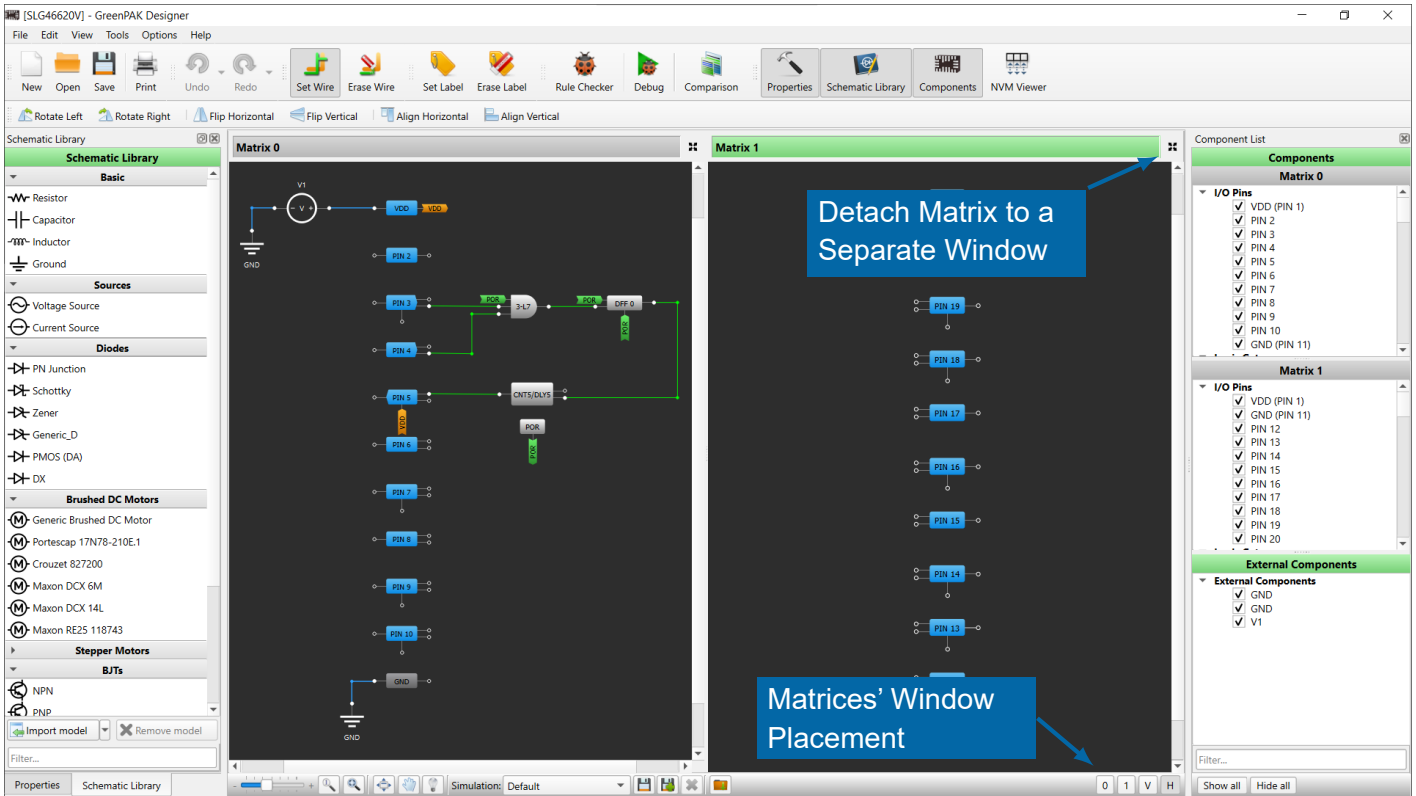 [SLG46620V] - GreenPAK Designer
File Edit View Tools Options Help
New Open Save Print Undo Redo Set Wire Erase Wire Set Label Erase Label Rule Checker Debug Comparison Properties Schematic Library Components NVM Viewer
Rotate Left Rotate Right Flip Horizontal Flip Vertical Align Horizontal Align Vertical
Schematic Library
Schematic Library
Basic
Resistor
Capacitor
Inductor
Ground
Sources
Voltage Source
Current Source
Diodes
PN Junction
Schottky
Zener
Generic_D
PMOS (DA)
DX
Brushed DC Motors
Generic Brushed DC Motor
Portescap 17N78-210E.1
Crouzet 827200
Maxon DCX 6M
Maxon DCX 14L
Maxon RE25 118743
Stepper Motors
BJTs
NPN
PNP
Import model Remove model
Filter...
Properties Schematic Library
Matrix 0
V1
- V +
VDD VDD
GND
PIN 2
PIN 3
POR
3-L7
POR
DFF 0
POR
PIN 4
PIN 5
CNT5/DLY5
VDD
POR
PIN 6
POR
PIN 7
PIN 8
PIN 9
PIN 10
GND
GND
- + Simulation: Default
Matrix 1
Detach Matrix to a
Separate Window
PIN 19
PIN 18
PIN 17
PIN 16
PIN 15
PIN 14
PIN 13
Matrices’ Window
Placement
0 1 V H
Component List
Components
Matrix 0
I/O Pins
VDD (PIN 1)
PIN 2
PIN 3
PIN 4
PIN 5
PIN 6
PIN 7
PIN 8
PIN 9
PIN 10
GND (PIN 11)
Matrix 1
I/O Pins
VDD (PIN 1)
GND (PIN 11)
PIN 12
PIN 13
PIN 14
PIN 15
PIN 16
PIN 17
PIN 18
PIN 19
PIN 20
External Components
External Components
GND
GND
V1
Filter...
Show all Hide all